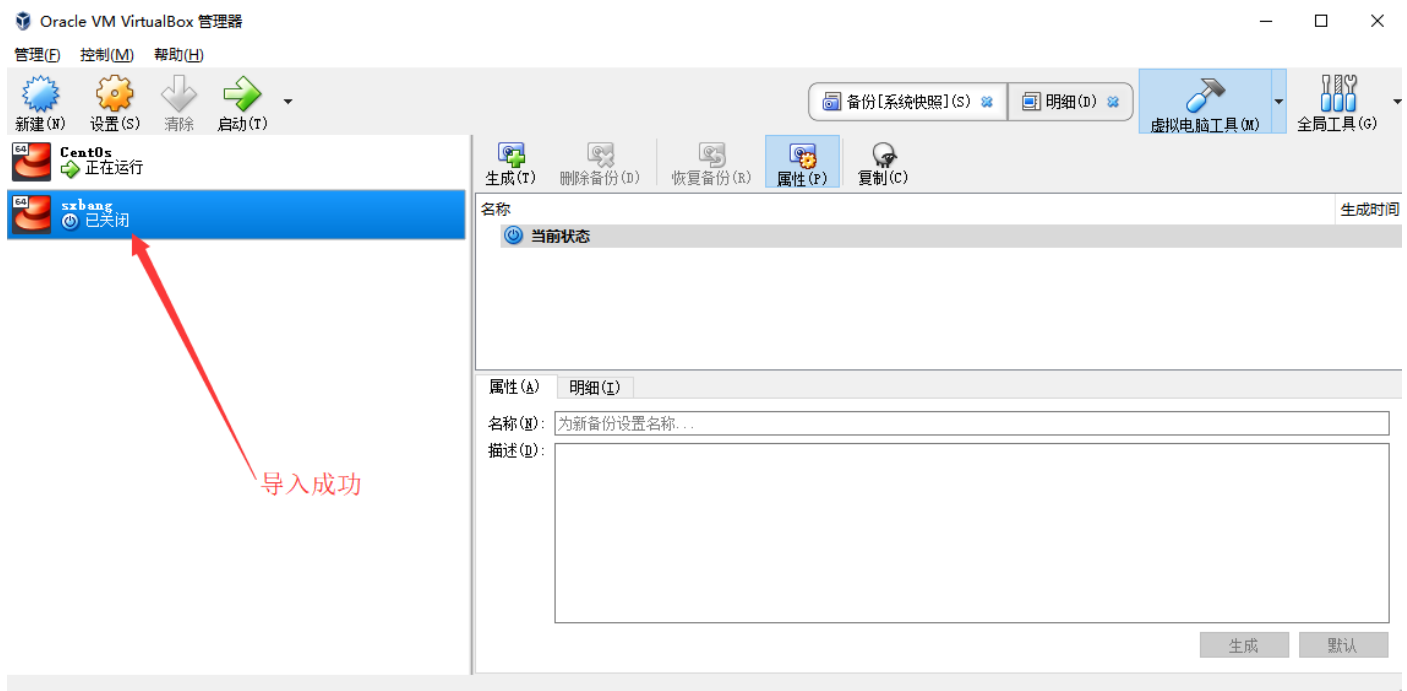 Oracle VM VirtualBox 管理器
管理(F) 控制(M) 帮助(H)
新建(N) 设置(S) 清除 启动(T) 备份[系统快照](S) 明细(D) 虚拟电脑工具(M) 全局工具(G)
64 CentOs
正在运行
64 sxbang
已关闭
生成(T) 删除备份(D) 恢复备份(R) 属性(P) 复制(C)
名称 生成时间
当前状态
属性(A) 明细(I)
名称(N): 为新备份设置名称...
描述(D):
导入成功
生成 默认